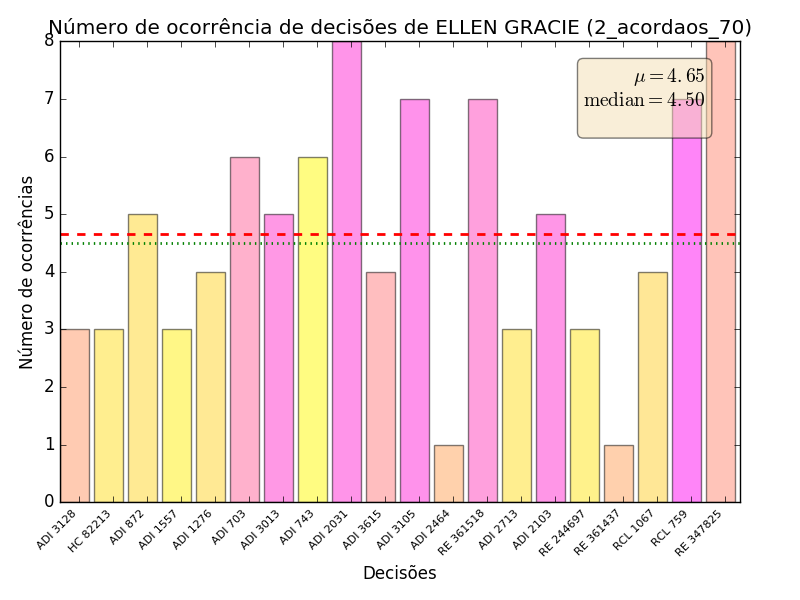 Número de ocorrência de decisões de ELLEN GRACIE (2_acordaos_70)
μ = 4.65
median = 4.50
Número de ocorrências
8
7
6
5
4
3
2
1
0
ADI 3128
HC 82213
ADI 872
ADI 1557
ADI 1276
ADI 703
ADI 3013
ADI 743
ADI 2031
ADI 3615
ADI 3105
ADI 2464
RE 361518
ADI 2713
ADI 2103
RE 244697
RE 361437
RCL 1067
RCL 759
RE 347825
Decisões